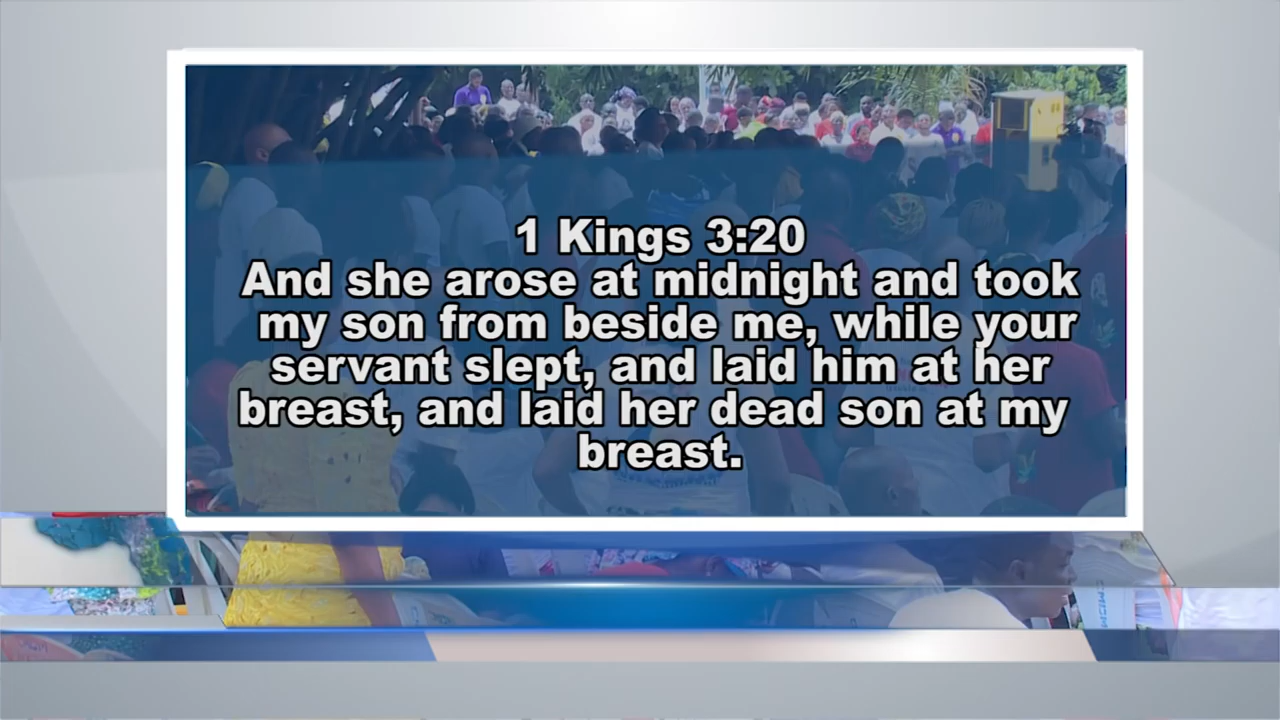 1 Kings 3:20
And she arose at midnight and took
my son from beside me, while your
servant slept, and laid him at her
breast, and laid her dead son at my
breast.